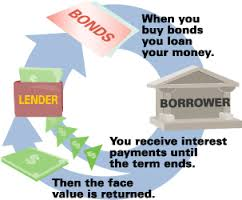 BONDS
When you
buy bonds
you loan
your money.
LENDER
BORROWER
You receive interest
payments until
the term ends.
Then the face
value is returned.